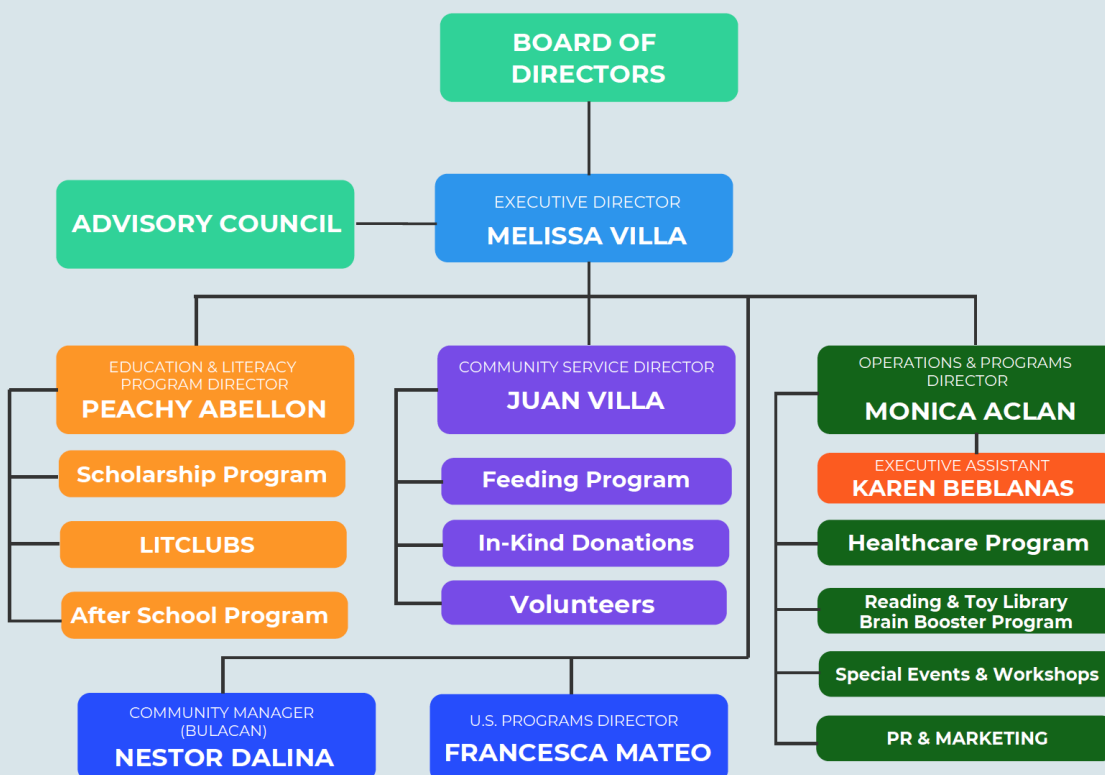 BOARD OF
DIRECTORS
ADVISORY COUNCIL
EXECUTIVE DIRECTOR
MELISSA VILLA
EDUCATION & LITERACY
PROGRAM DIRECTOR
PEACHY ABELLON
Scholarship Program
LITCLUBS
After School Program
COMMUNITY SERVICE DIRECTOR
JUAN VILLA
Feeding Program
In-Kind Donations
Volunteers
OPERATIONS & PROGRAMS
DIRECTOR
MONICA ACLAN
EXECUTIVE ASSISTANT
KAREN BEBLANAS
Healthcare Program
Reading & Toy Library
Brain Booster Program
Special Events & Workshops
PR & MARKETING
COMMUNITY MANAGER
(BULACAN)
NESTOR DALINA
U.S. PROGRAMS DIRECTOR
FRANCESCA MATEO